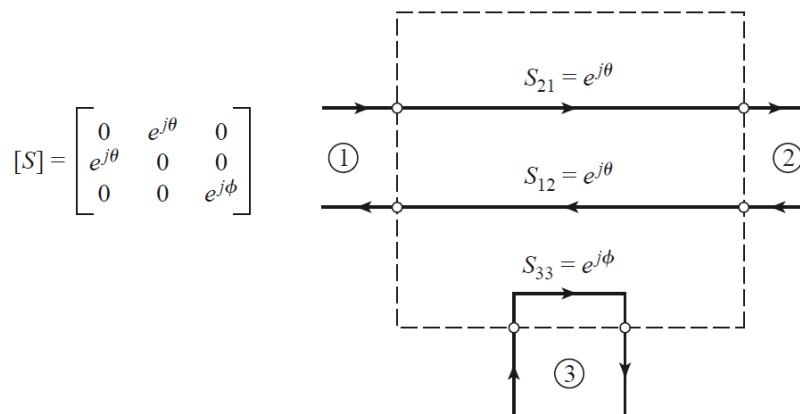 [S] =
0 e^{jθ} 0
e^{jθ} 0 0
0 0 e^{jϕ}
S_{21} = e^{jθ}
① ②
S_{12} = e^{jθ}
S_{33} = e^{jϕ}
③